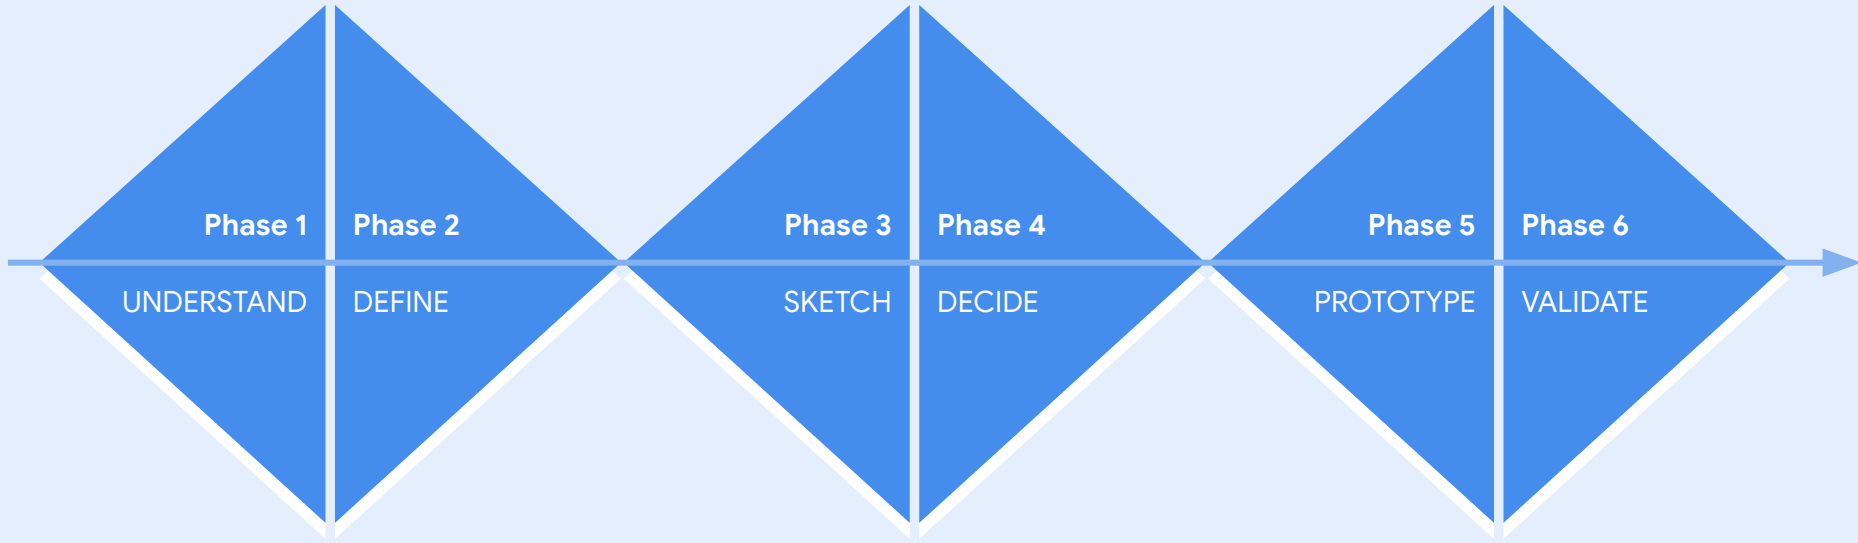 Phase 1
UNDERSTAND
Phase 2
DEFINE
Phase 3
SKETCH
Phase 4
DECIDE
Phase 5
PROTOTYPE
Phase 6
VALIDATE